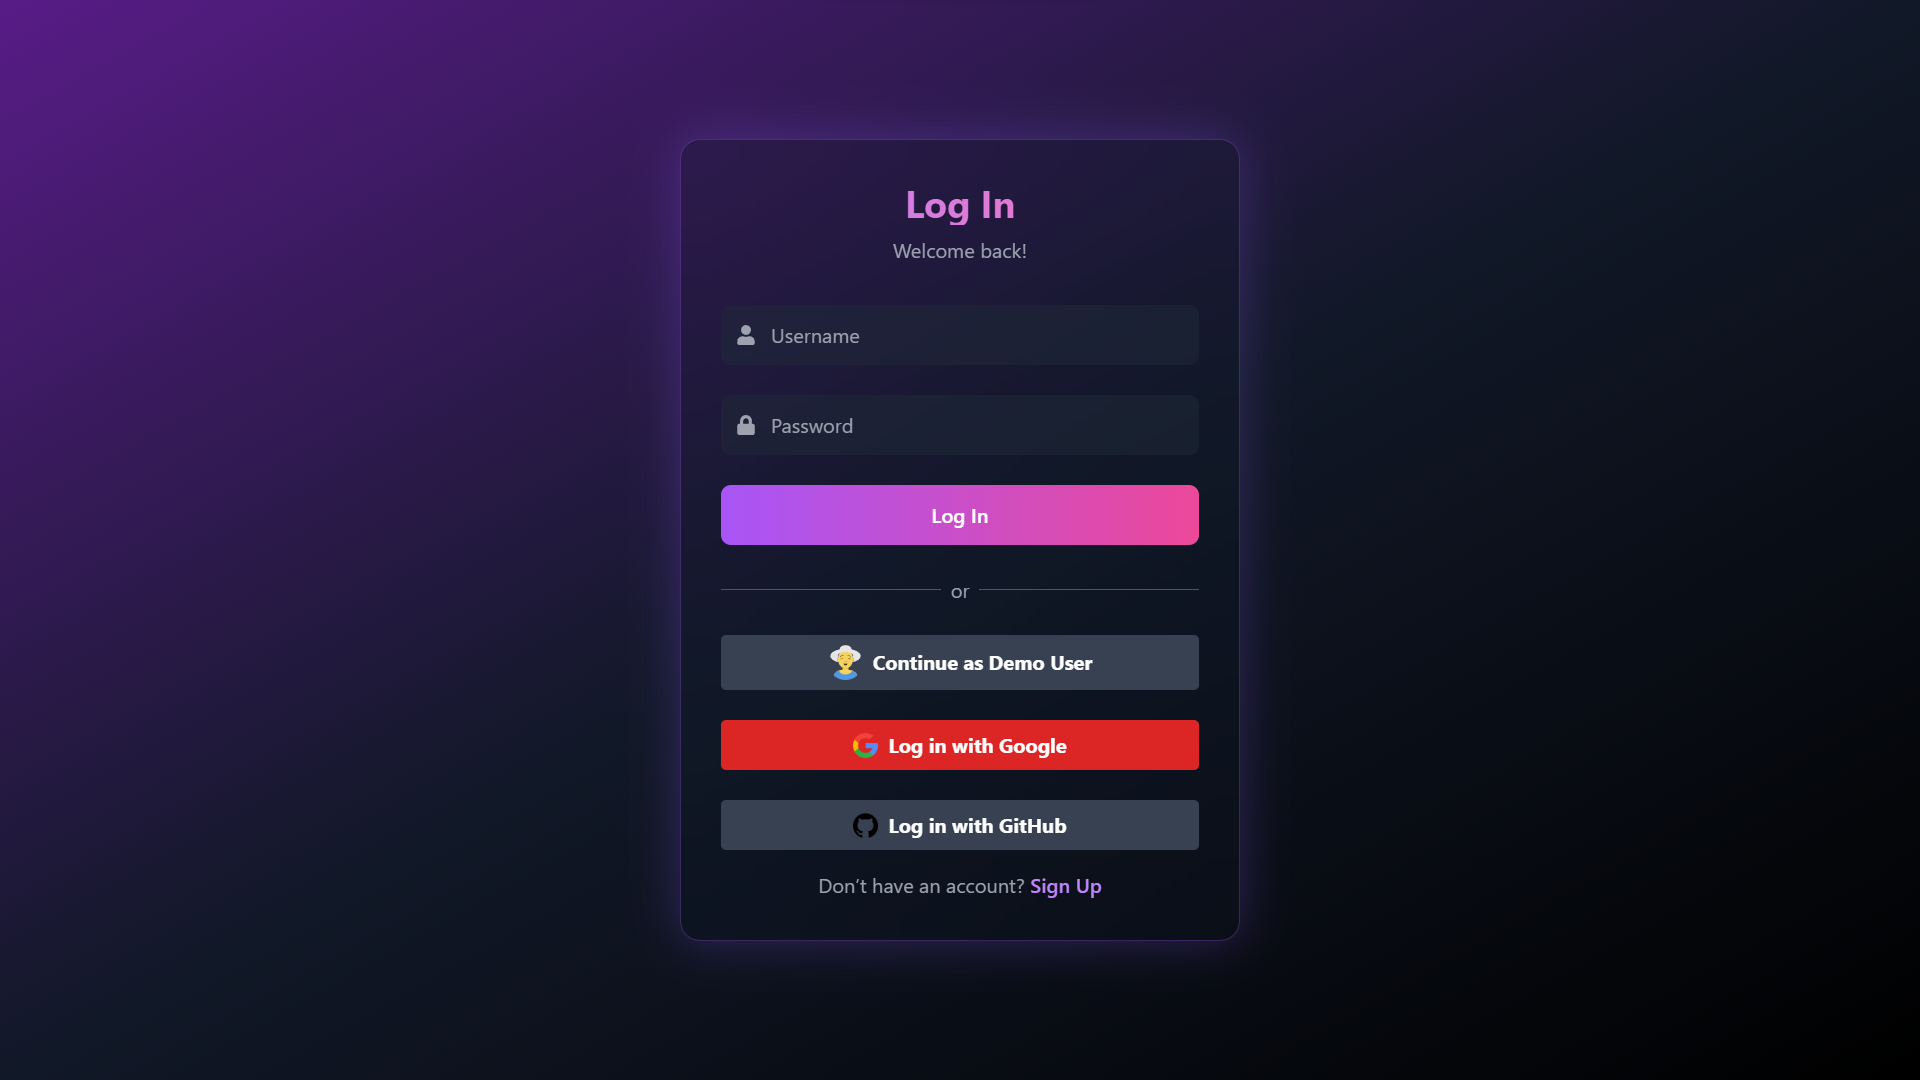 Log In
Welcome back!
Username
Password
Log In
or
Continue as Demo User
Log in with Google
Log in with GitHub
Don’t have an account? Sign Up